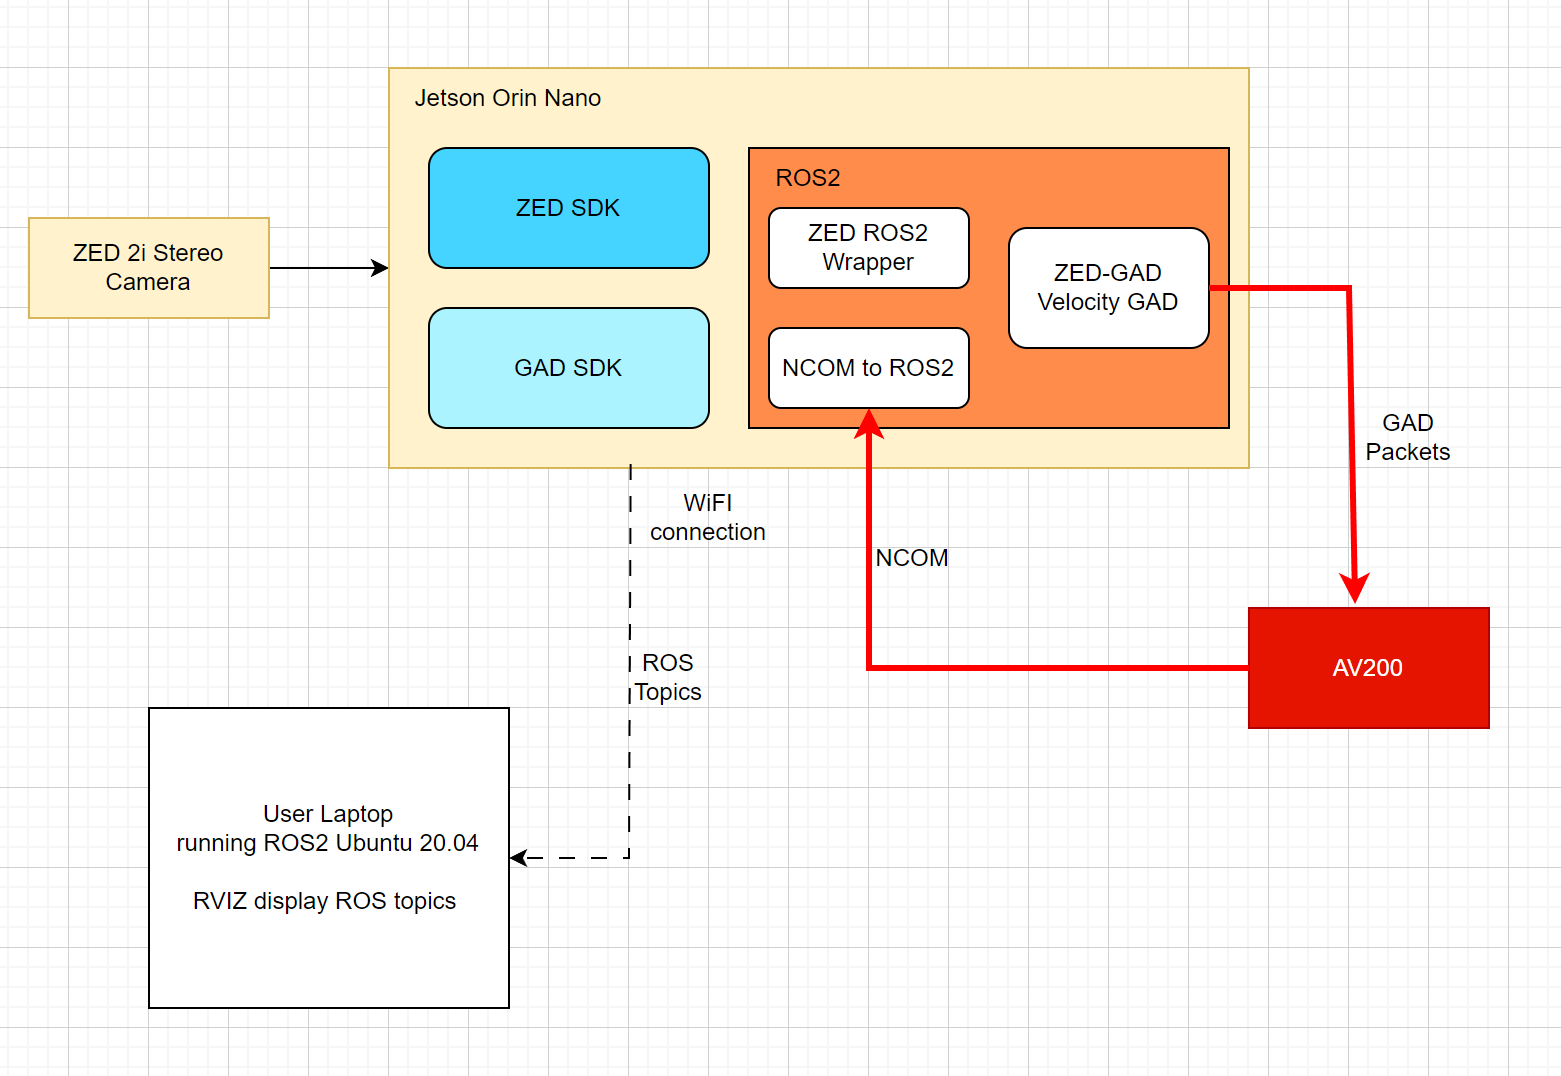 Jetson Orin Nano
ZED SDK
GAD SDK
ROS2
ZED ROS2
Wrapper
NCOM to ROS2
ZED-GAD
Velocity GAD
ZED 2i Stereo
Camera
GAD
Packets
WiFI
connection
NCOM
ROS
Topics
AV200
User Laptop
running ROS2 Ubuntu 20.04
RVIZ display ROS topics